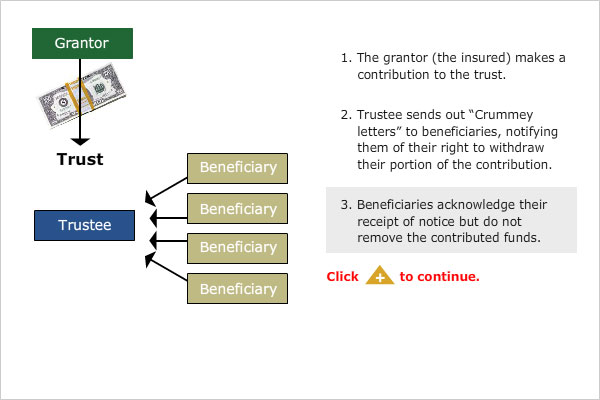 Grantor
Trust
Trustee
Beneficiary
Beneficiary
Beneficiary
Beneficiary
1. The grantor (the insured) makes a
contribution to the trust.
2. Trustee sends out “Crummey
letters” to beneficiaries, notifying
them of their right to withdraw
their portion of the contribution.
3. Beneficiaries acknowledge their
receipt of notice but do not
remove the contributed funds.
Click + to continue.